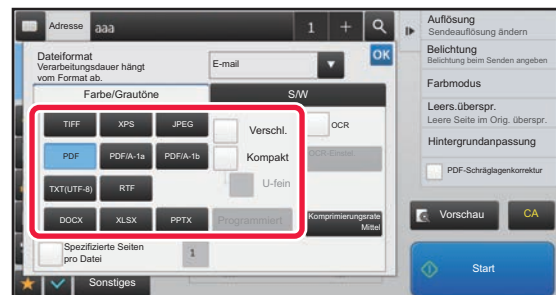 Adresse aaa 1 +
Dateiformat
Verarbeitungsdauer hängt
vom Format ab.
E-mail
OK
Farbe/Grautöne S/W
TIFF XPS JPEG Verschl. OCR
PDF PDF/A-1a PDF/A-1b Kompakt OCR-Einstel.
TXT(UTF-8) RTF U-fein
DOCX XLSX PPTX Programmiert
Komprimierungsrate
Mittel
Spezifizierte Seiten
pro Datei
1
Sonstiges
Auflösung
Sendeauflösung ändern
Belichtung
Belichtung beim Senden angeben
Farbmodus
Leers.überspr.
Leere Seite im Orig. überspr.
Hintergrundanpassung
PDF-Schräglagenkorrektur
Vorschau CA
Start